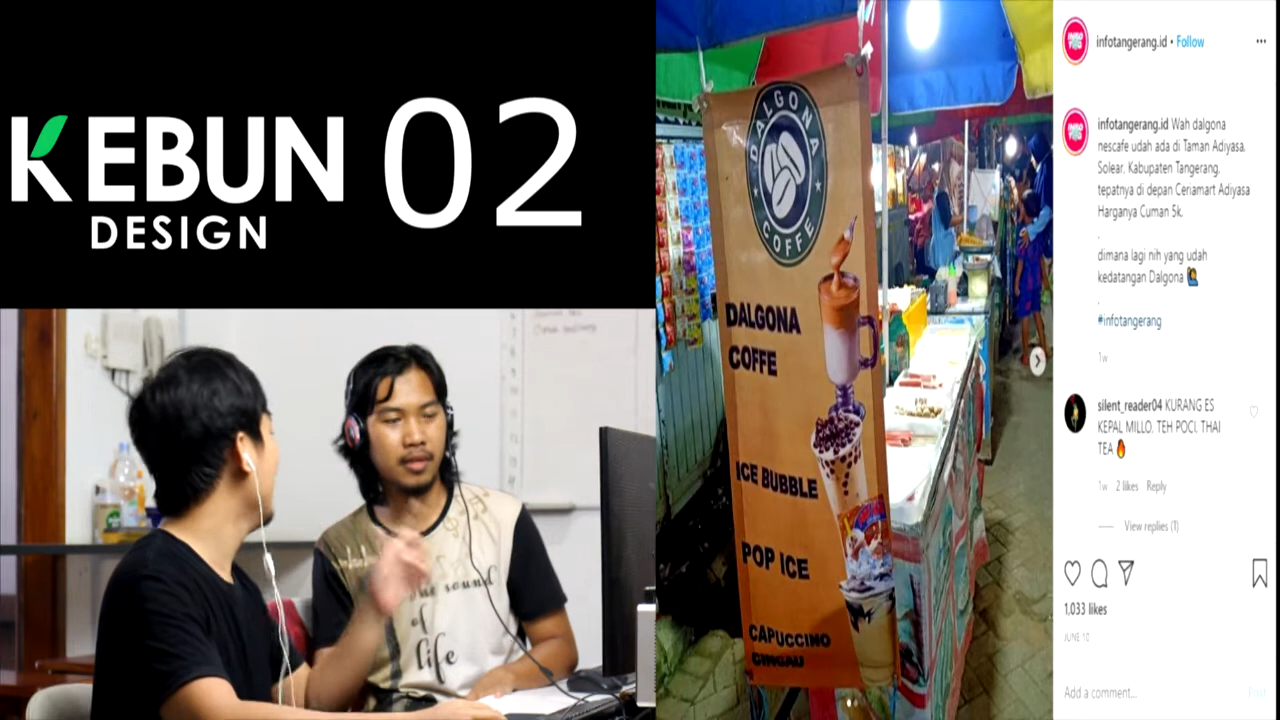 KEBUN 02
DESIGN
The sound
of
life
DALGONA
COFFE
DALGONA
COFFE
ICE BUBBLE
POP ICE
CAPUCCINO
CINGAU
infotangerang.id • Follow
infotangerang.id Wah dalgona
nescafe udah ada di Taman Adiyasa,
Solear, Kabupaten Tangerang,
tepatnya di depan Ceriamart Adiyasa
Harganya Cuman 5k.
.
dimana lagi nih yang udah
kedatangan Dalgona
.
#infotangerang
1w
silent_reader04 KURANG ES
KEPAL MILLO, TEH POCI, THAI
TEA
1w 2 likes Reply
View replies (1)
1,033 likes
JUNE 10
Add a comment... Post